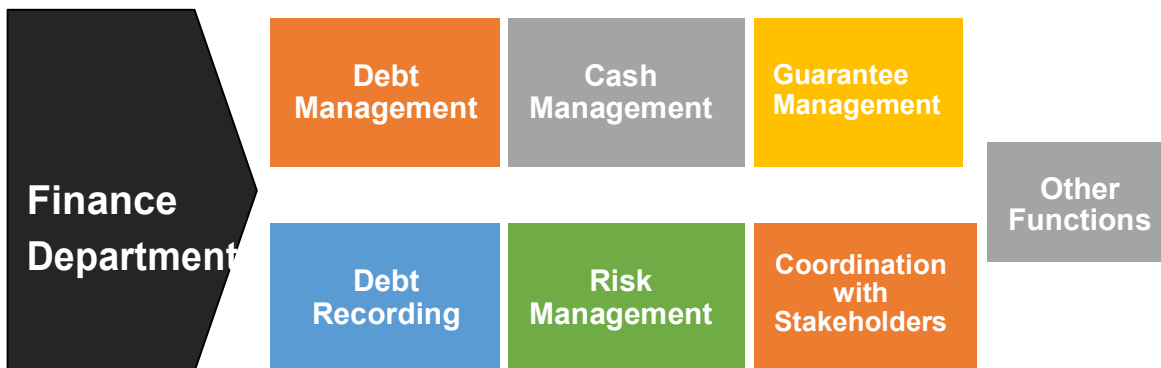 Finance
Department
Debt
Management
Cash
Management
Guarantee
Management
Debt
Recording
Risk
Management
Coordination
with
Stakeholders
Other
Functions